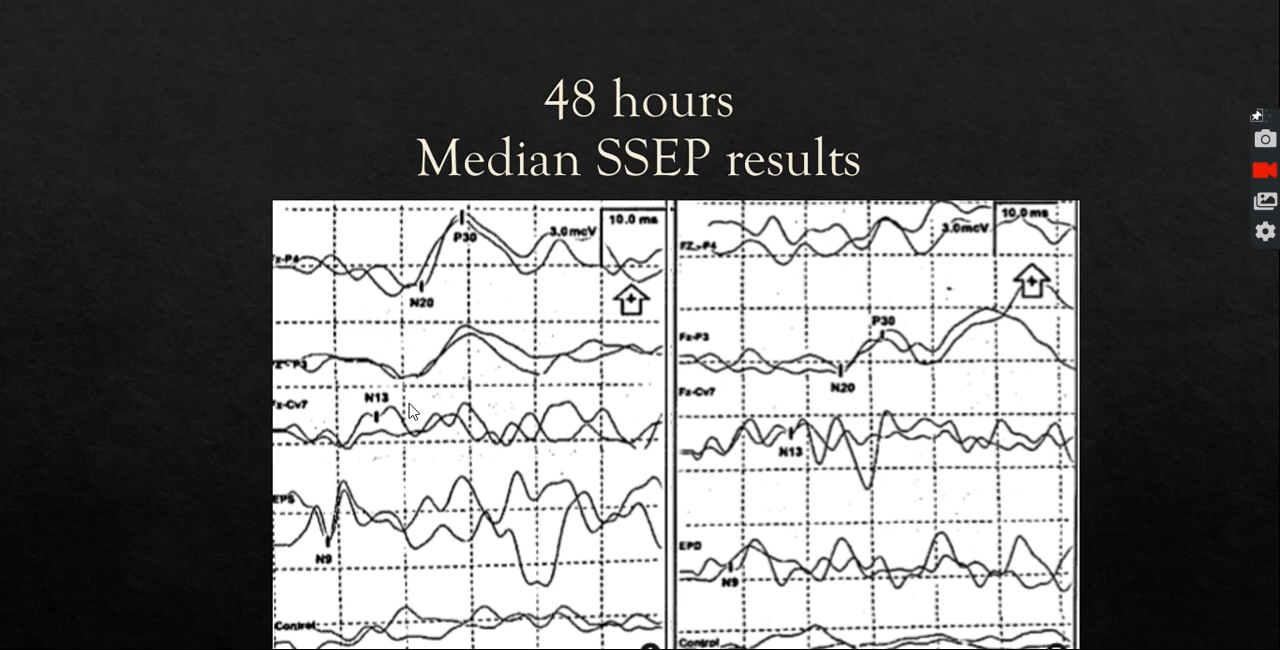 48 hours
Median SSEP results
10.0 ms
3.0mcV
P30
Fz-P4
N20
Fz-P3
N13
Fz-Cv7
EPS
N9
Control
10.0 ms
3.0mcV
FZ-P4
P30
Fz-P3
N20
Fz-Cv7
N13
EPD
N9
Control